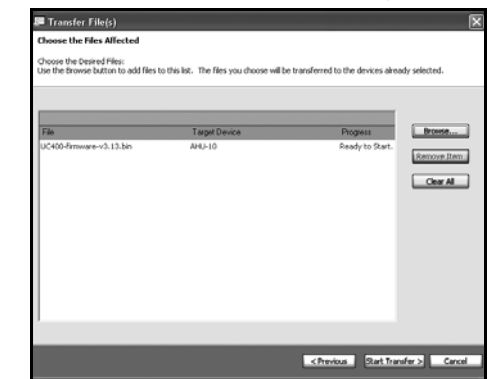 Transfer File(s)
Choose the Files Affected
Choose the Desired Files:
Use the Browse button to add files to this list. The files you choose will be transferred to the devices already selected.
File Target Device Progress
UC400-firmware-v3.13.bin AHU-10 Ready to Start.
Browse...
Remove Item
Clear All
< Previous Start Transfer > Cancel